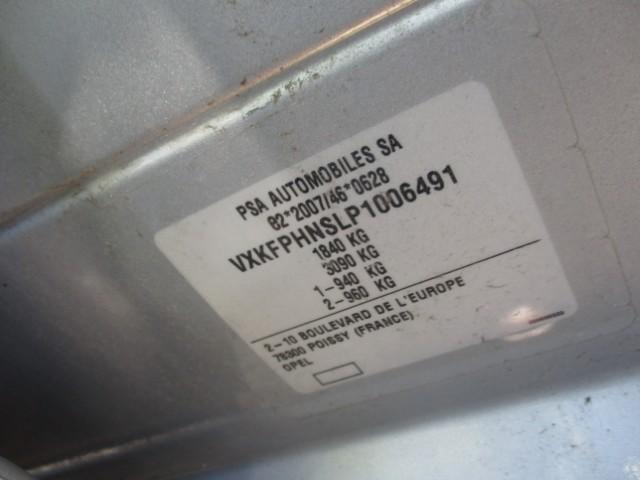 PSA AUTOMOBILES SA
82*2007/46*0628
VXKFPHNSLP1006491
1840 KG
3090 KG
1-940 KG
2-960 KG
2-10 BOULEVARD DE L'EUROPE
78300 POISSY (FRANCE)
OPEL